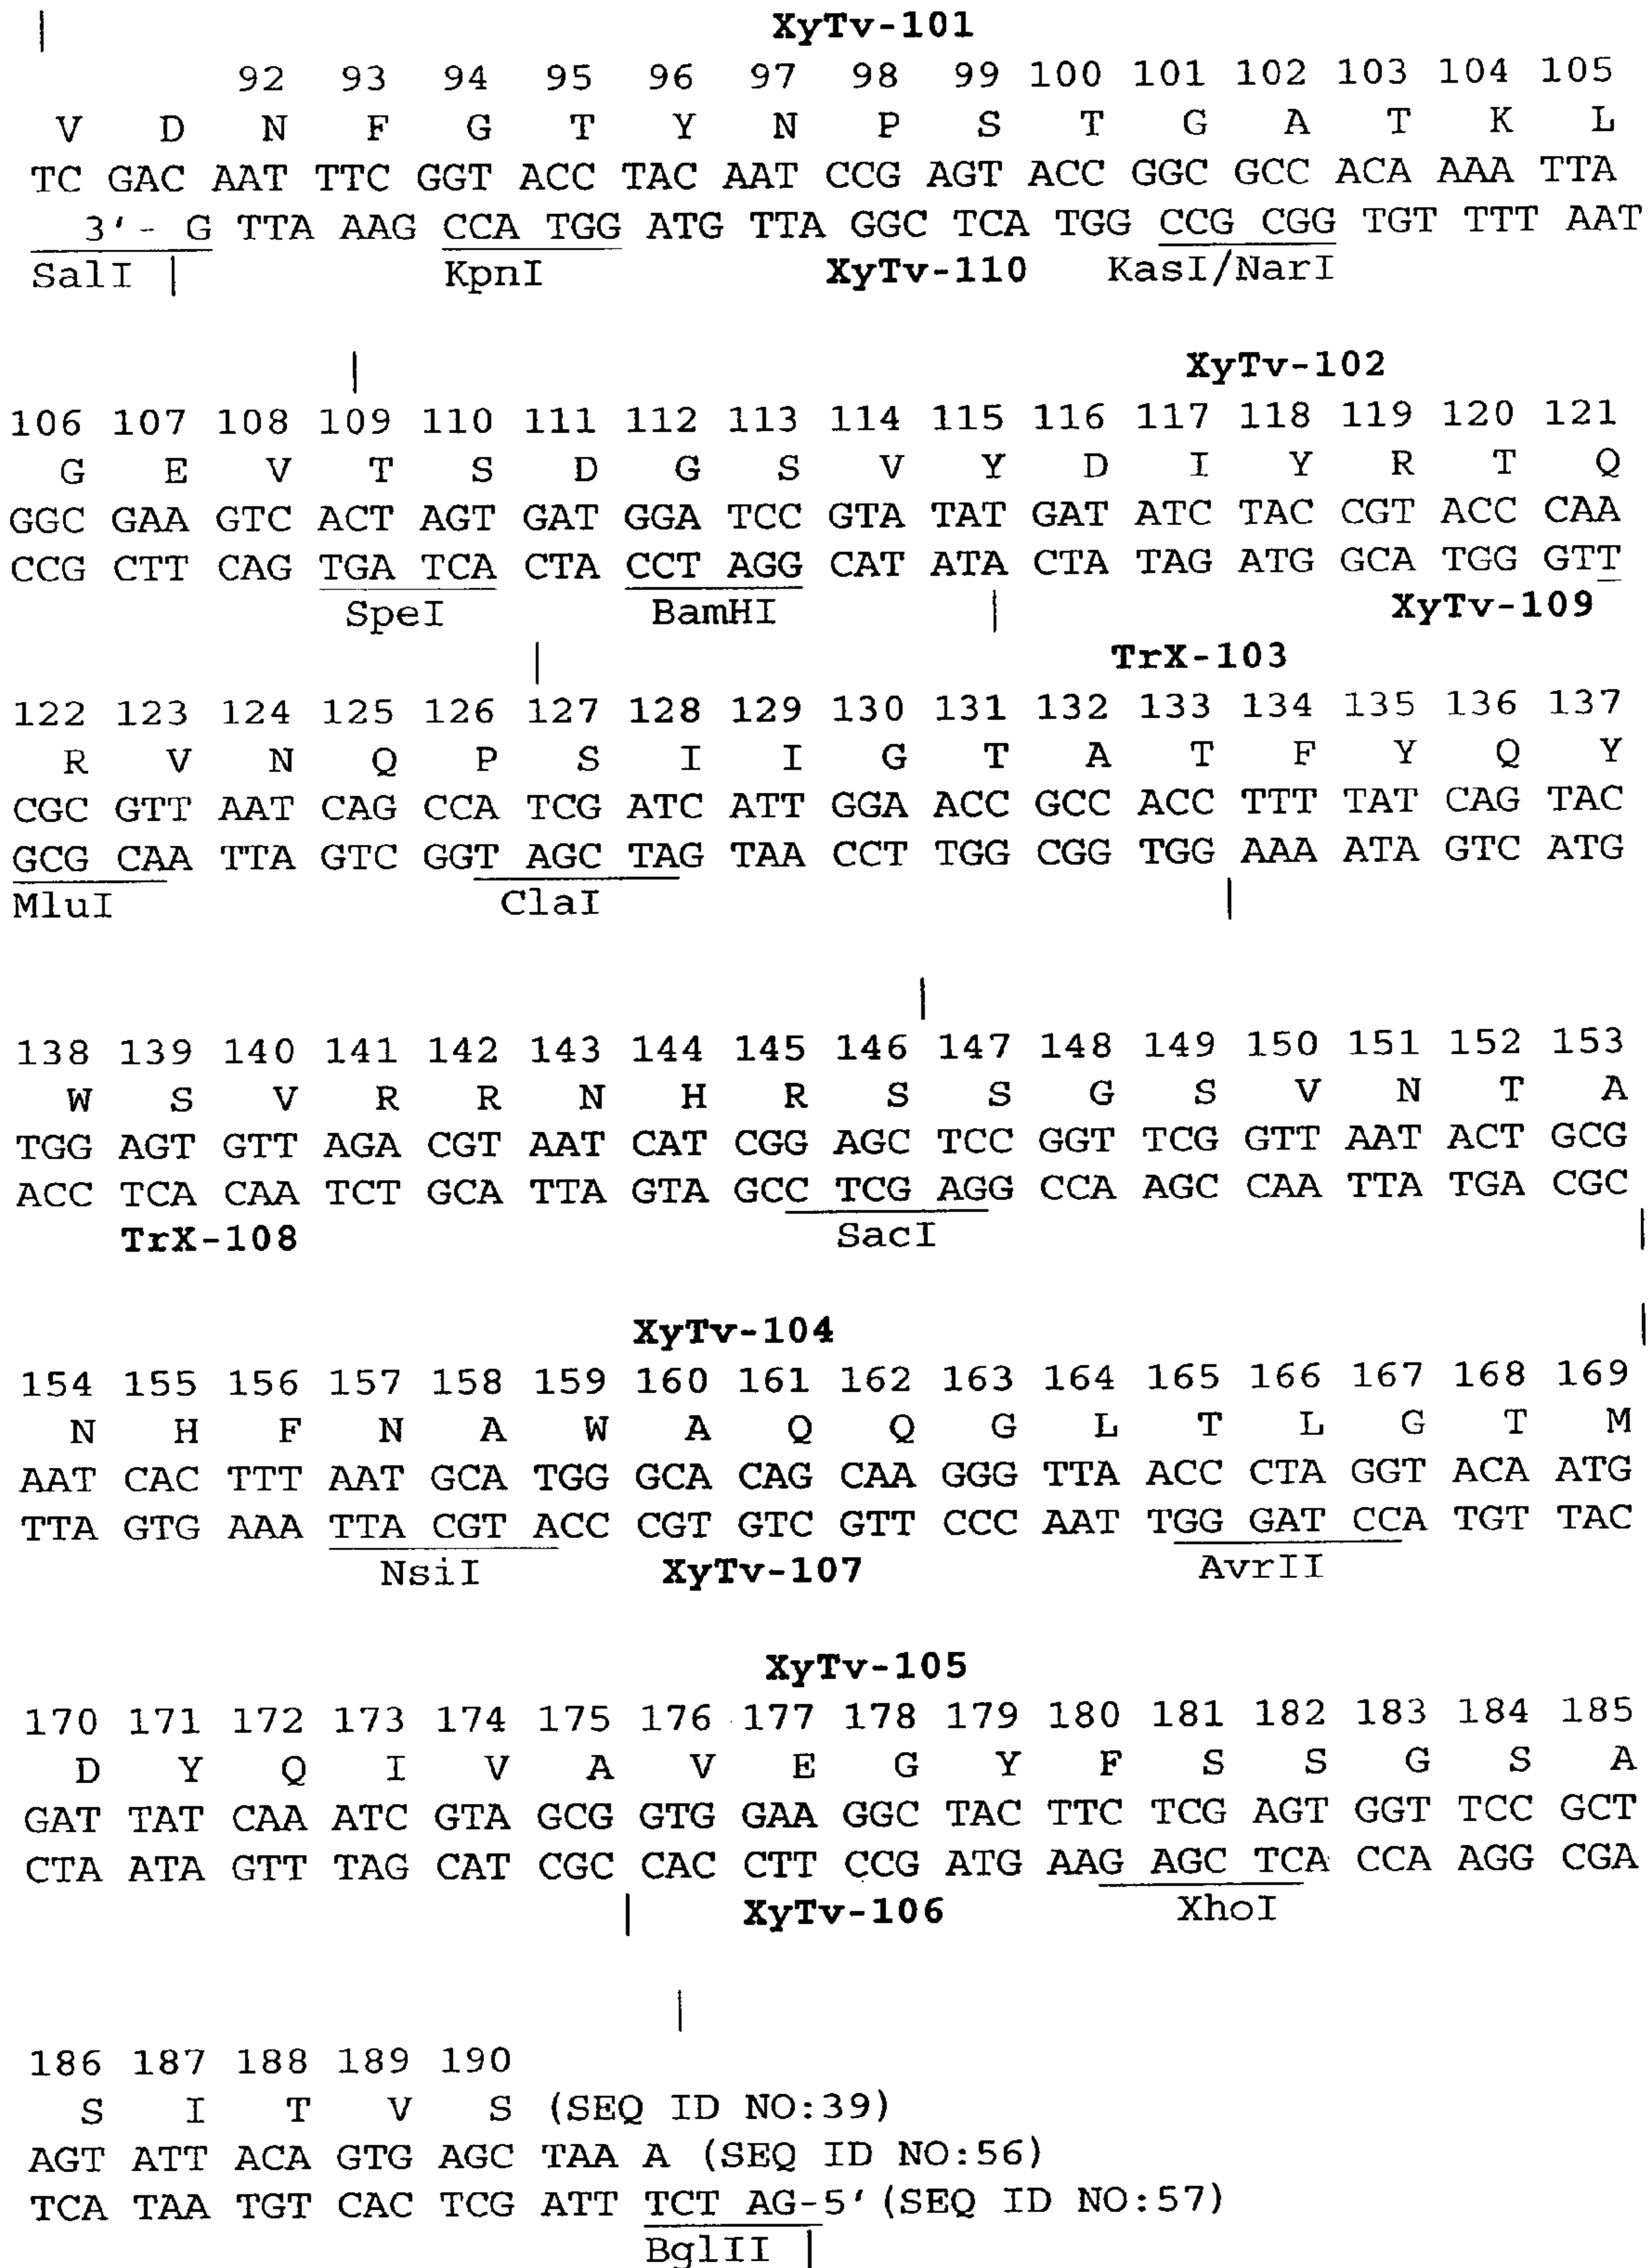 XyTv-101
92 93 94 95 96 97 98 99 100 101 102 103 104 105
V D N F G T Y N P S T G A T K L
TC GAC AAT TTC GGT ACC TAC AAT CCG AGT ACC GGC GCC ACA AAA TTA
3' - G TTA AAG CCA TGG ATG TTA GGC TCA TGG CCG CGG TGT TTT AAT
SalI | KpnI XyTv-110 KasI/NarI
XyTv-102
106 107 108 109 110 111 112 113 114 115 116 117 118 119 120 121
G E V T S D G S V Y D I Y R T Q
GGC GAA GTC ACT AGT GAT GGA TCC GTA TAT GAT ATC TAC CGT ACC CAA
CCG CTT CAG TGA TCA CTA CCT AGG CAT ATA CTA TAG ATG GCA TGG GTT
SpeI BamHI | XyTv-109
TrX-103
122 123 124 125 126 127 128 129 130 131 132 133 134 135 136 137
R V N Q P S I I G T A T F Y Q Y
CGC GTT AAT CAG CCA TCG ATC ATT GGA ACC GCC ACC TTT TAT CAG TAC
GCG CAA TTA GTC GGT AGC TAG TAA CCT TGG CGG TGG AAA ATA GTC ATG
MluI ClaI |
138 139 140 141 142 143 144 145 146 147 148 149 150 151 152 153
W S V R R N H R S S G S V N T A
TGG AGT GTT AGA CGT AAT CAT CGG AGC TCC GGT TCG GTT AAT ACT GCG
ACC TCA CAA TCT GCA TTA GTA GCC TCG AGG CCA AGC CAA TTA TGA CGC
TrX-108 SacI |
XyTv-104 |
154 155 156 157 158 159 160 161 162 163 164 165 166 167 168 169
N H F N A W A Q Q G L T L G T M
AAT CAC TTT AAT GCA TGG GCA CAG CAA GGG TTA ACC CTA GGT ACA ATG
TTA GTG AAA TTA CGT ACC CGT GTC GTT CCC AAT TGG GAT CCA TGT TAC
NsiI XyTv-107 AvrII
XyTv-105
170 171 172 173 174 175 176 177 178 179 180 181 182 183 184 185
D Y Q I V A V E G Y F S S G S A
GAT TAT CAA ATC GTA GCG GTG GAA GGC TAC TTC TCG AGT GGT TCC GCT
CTA ATA GTT TAG CAT CGC CAC CTT CCG ATG AAG AGC TCA CCA AGG CGA
| XyTv-106 XhoI
186 187 188 189 190
S I T V S (SEQ ID NO:39)
AGT ATT ACA GTG AGC TAA A (SEQ ID NO:56)
TCA TAA TGT CAC TCG ATT TCT AG-5' (SEQ ID NO:57)
BglII |